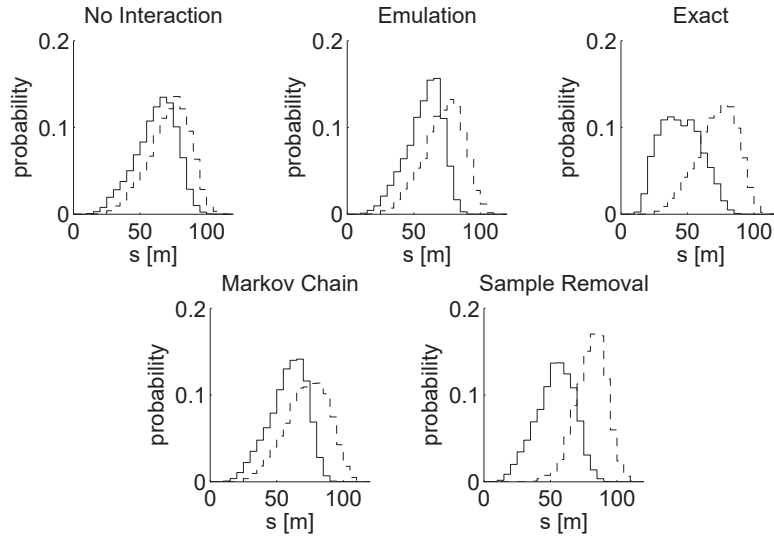 No Interaction
0.2
0.1
0
probability
0
50
100
s [m]
Emulation
0.2
0.1
0
probability
0
50
100
s [m]
Exact
0.2
0.1
0
probability
0
50
100
s [m]
Markov Chain
0.2
0.1
0
probability
0
50
100
s [m]
Sample Removal
0.2
0.1
0
probability
0
50
100
s [m]